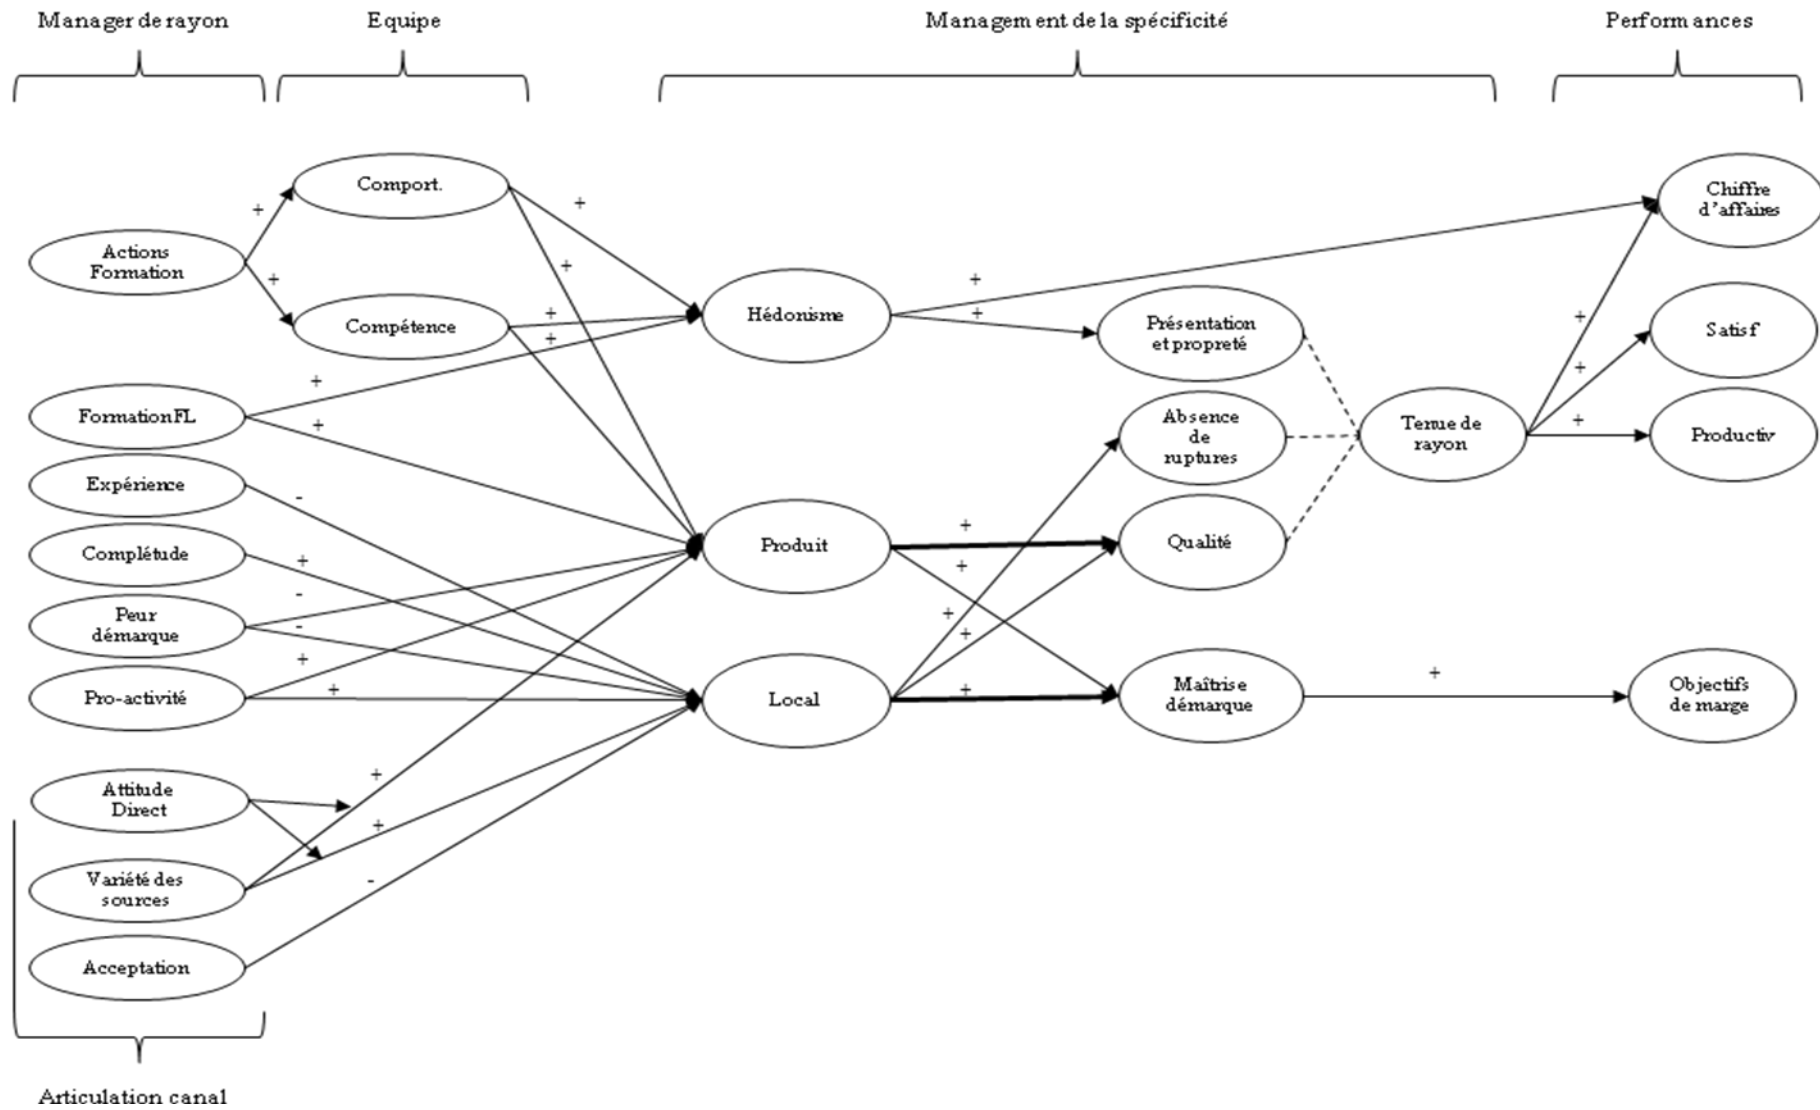 Manager de rayon
Equipe
Management de la spécificité
Performances
Comport.
Chiffre
d'affaires
+
+
Actions
Formation
+
+
+
Hédonisme
+
+
Présentation
et propreté
+
Satisf
Compétence
+
+
+
+
FormationFL
+
Absence
de
ruptures
Tenue de
rayon
+
Productiv
Expérience
-
Produit
+
+
Qualité
Complétude
+
-
Peur
démarque
-
+
+
+
Pro-activité
+
Local
+
Maîtrise
démarque
+
Objectifs
de marge
Attitude
Direct
+
+
Variété des
sources
-
Acceptation
Articulation canal